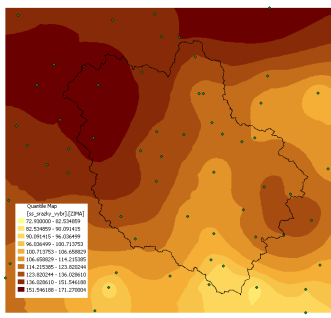 Quantile Map
[ss_srazky_vybr].[ZIMA]
72.930000 - 82.534859
82.534859 - 90.091415
90.091415 - 96.036499
96.036499 - 100.713753
100.713753 - 106.658829
106.658829 - 114.215385
114.215385 - 123.820244
123.820244 - 136.028610
136.028610 - 151.546188
151.546188 - 171.270004